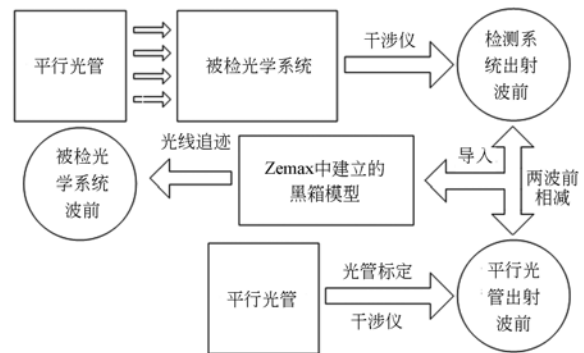 平行光管
被检光学系统
干涉仪
检测系
统出射
波前
被检光
学系统
波前
光线追迹
Zemax中建立的
黑箱模型
导入
两波前
相减
平行光管
光管标定
干涉仪
平行光
管出射
波前